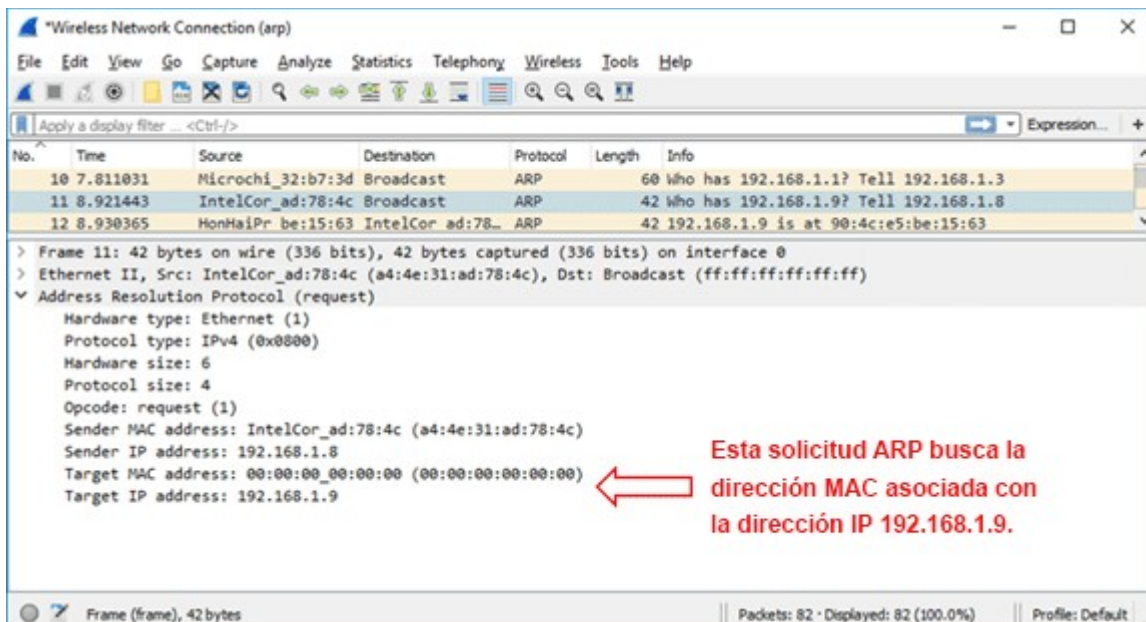 *Wireless Network Connection (arp)
File Edit View Go Capture Analyze Statistics Telephony Wireless Tools Help
Apply a display filter ... <Ctrl-/> Expression... +
No. Time Source Destination Protocol Length Info
10 7.811031 Microchi_32:b7:3d Broadcast ARP 60 Who has 192.168.1.1? Tell 192.168.1.3
11 8.921443 IntelCor_ad:78:4c Broadcast ARP 42 Who has 192.168.1.9? Tell 192.168.1.8
12 8.930365 HonHaiPr_be:15:63 IntelCor_ad:78… ARP 42 192.168.1.9 is at 90:4c:e5:be:15:63
> Frame 11: 42 bytes on wire (336 bits), 42 bytes captured (336 bits) on interface 0
> Ethernet II, Src: IntelCor_ad:78:4c (a4:4e:31:ad:78:4c), Dst: Broadcast (ff:ff:ff:ff:ff:ff)
Address Resolution Protocol (request)
Hardware type: Ethernet (1)
Protocol type: IPv4 (0x0800)
Hardware size: 6
Protocol size: 4
Opcode: request (1)
Sender MAC address: IntelCor_ad:78:4c (a4:4e:31:ad:78:4c)
Sender IP address: 192.168.1.8
Target MAC address: 00:00:00_00:00:00 (00:00:00:00:00:00)
Target IP address: 192.168.1.9
Esta solicitud ARP busca la
dirección MAC asociada con
la dirección IP 192.168.1.9.
Frame (frame), 42 bytes Packets: 82 · Displayed: 82 (100.0%) Profile: Default